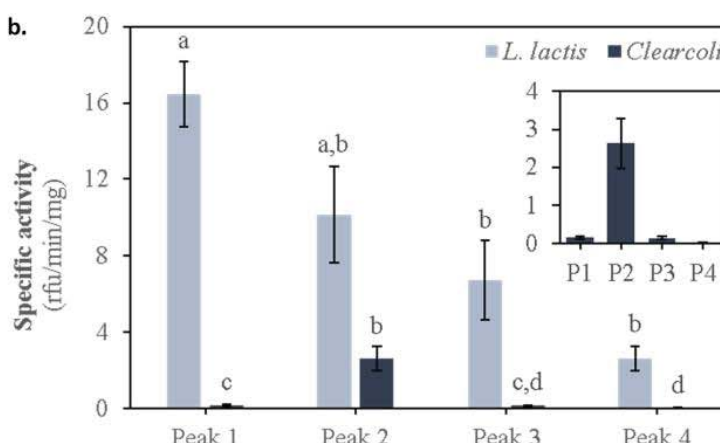 b.
Specific activity
(rfu/min/mg)
20
16
12
8
4
0
L. lactis
Clearcoli
a
c
a,b
b
b
c,d
b
d
4
3
2
1
0
P1 P2 P3 P4
Peak 1 Peak 2 Peak 3 Peak 4